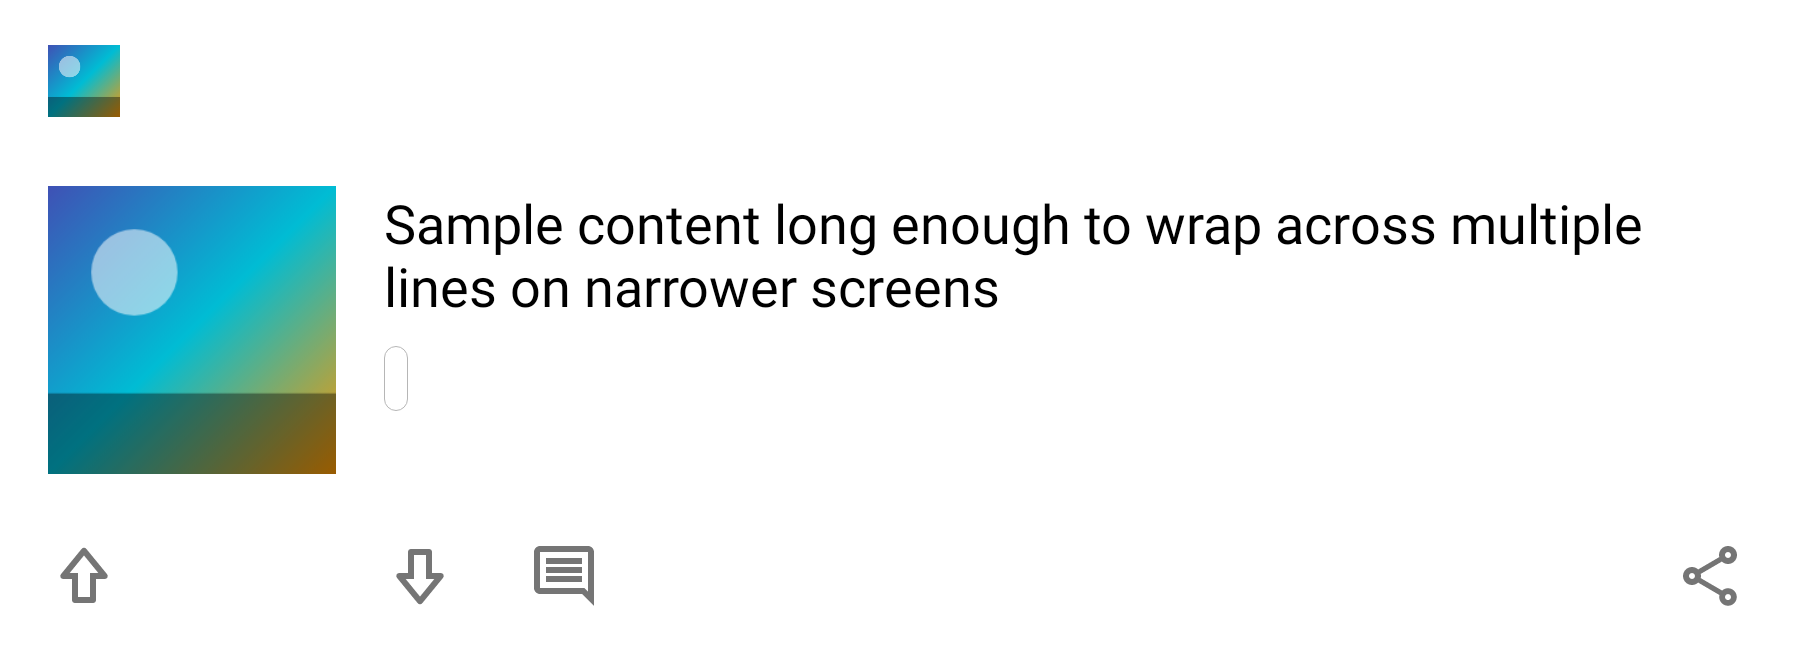 Sample content long enough to wrap across multiple
lines on narrower screens